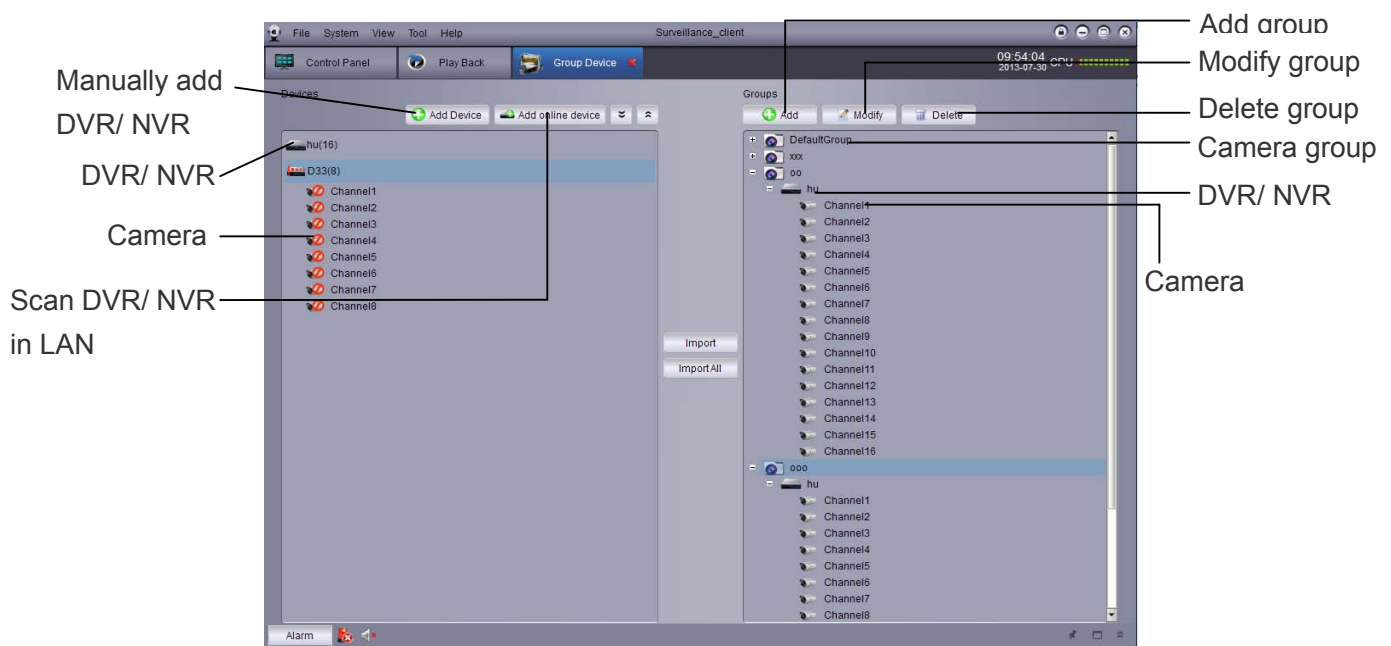 Add group
Modify group
Delete group
Camera group
DVR/ NVR
Camera
Manually add
DVR/ NVR
DVR/ NVR
Camera
Scan DVR/ NVR
in LAN
File System View Tool Help
Surveillance_client
Control Panel
Play Back
Group Device
09:54:04
2013-07-30
CPU
Devices
Add Device
Add online device
hu(16)
D33(8)
Channel1
Channel2
Channel3
Channel4
Channel5
Channel6
Channel7
Channel8
Import
Import All
Groups
Add
Modify
Delete
DefaultGroup
xxx
oo
hu
Channel1
Channel2
Channel3
Channel4
Channel5
Channel6
Channel7
Channel8
Channel9
Channel10
Channel11
Channel12
Channel13
Channel14
Channel15
Channel16
ooo
hu
Channel1
Channel2
Channel3
Channel4
Channel5
Channel6
Channel7
Channel8
Alarm